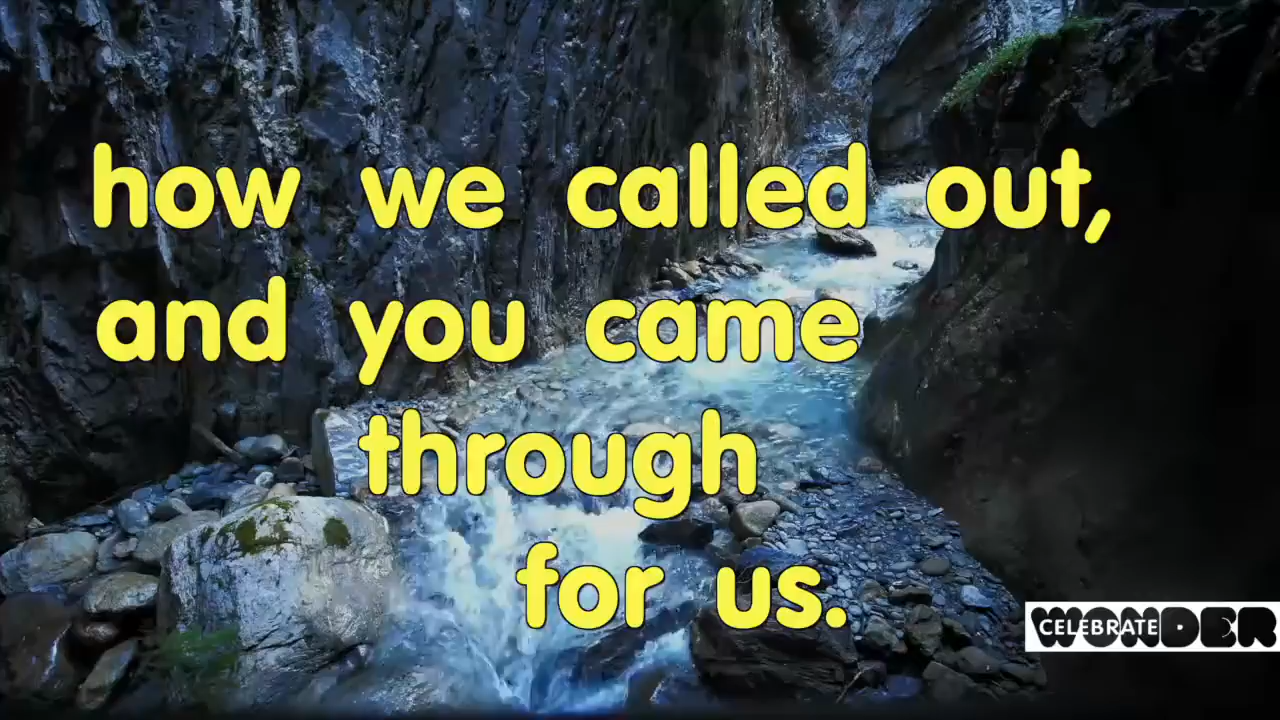 how we called out,
and you came
through
for us.
CELEBRATE WONDER